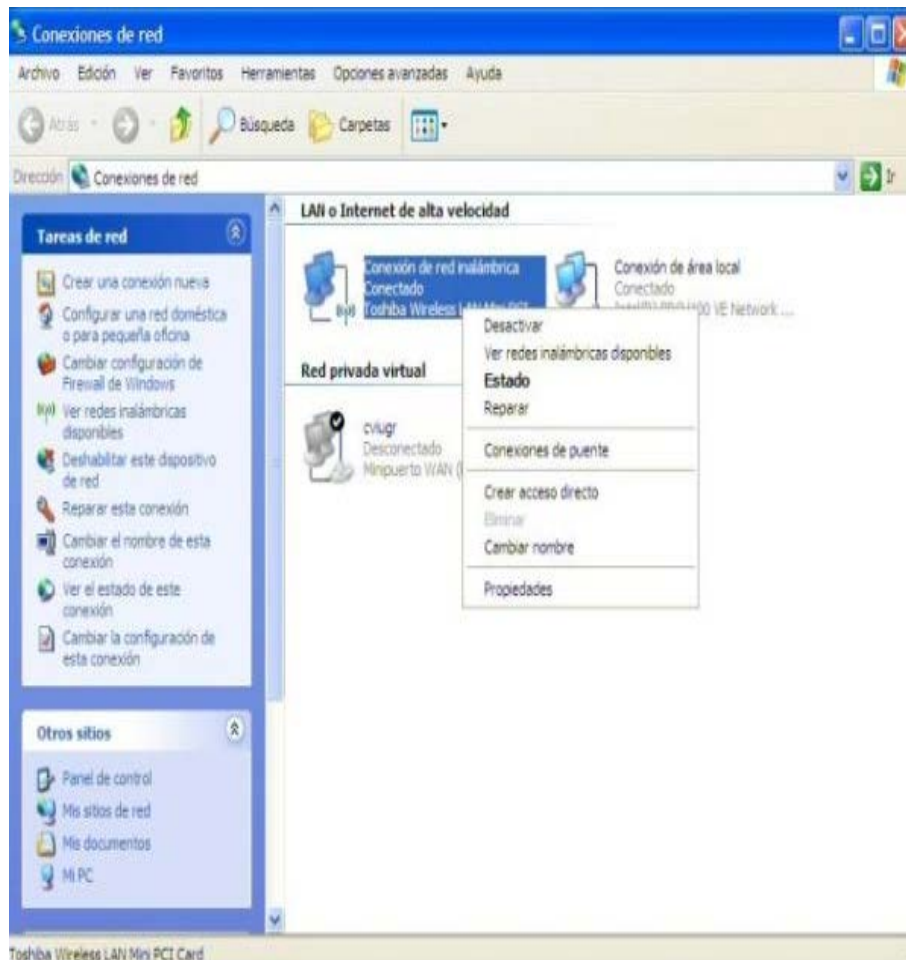 Conexiones de red
Archivo Edición Ver Favoritos Herramientas Opciones avanzadas Ayuda
Atrás Búsqueda Carpetas
Dirección Conexiones de red Ir
Tareas de red
Crear una conexión nueva
Configurar una red doméstica
o para pequeña oficina
Cambiar configuración de
Firewall de Windows
Ver redes inalámbricas
disponibles
Deshabilitar este dispositivo
de red
Reparar esta conexión
Cambiar el nombre de esta
conexión
Ver el estado de esta
conexión
Cambiar la configuración de
esta conexión
Otros sitios
Panel de control
Mis sitios de red
Mis documentos
Mi PC
LAN o Internet de alta velocidad
Conexión de red inalámbrica
Conectado
Toshiba Wireless LAN Mini PCI
Conexión de área local
Conectado
VE Network ...
Red privada virtual
cviugr
Desconectado
Minipuerto WAN (
Desactivar
Ver redes inalámbricas disponibles
Estado
Reparar
Conexiones de puente
Crear acceso directo
Eliminar
Cambiar nombre
Propiedades
Toshiba Wireless LAN Mini PCI Card